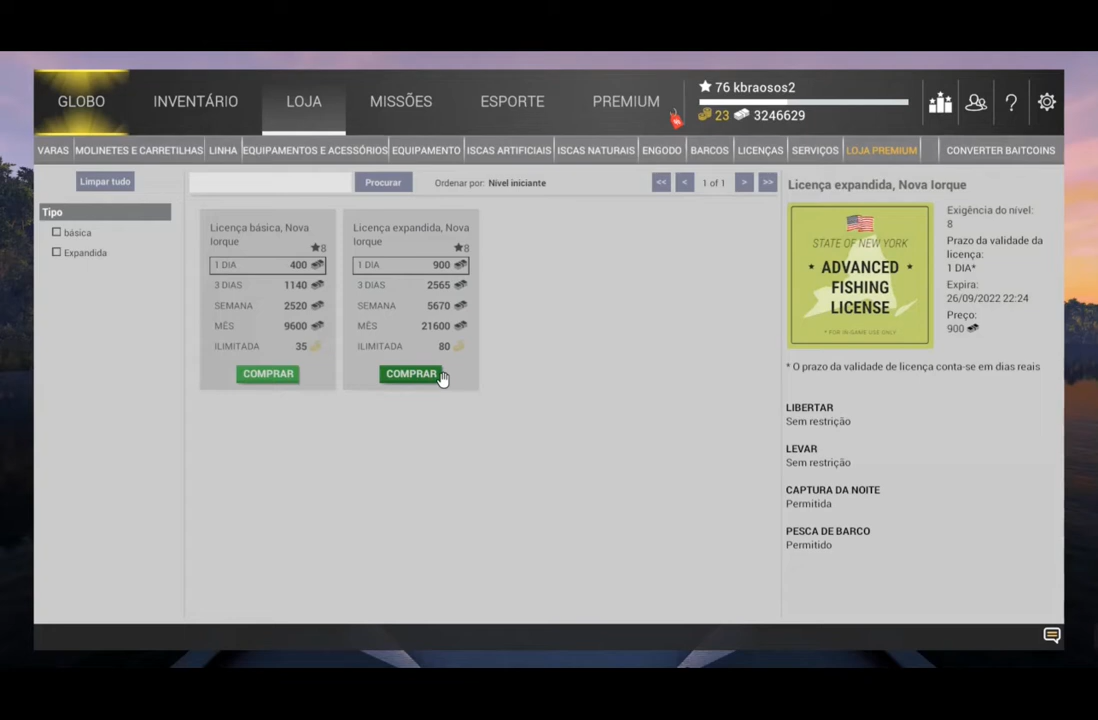 GLOBO INVENTÁRIO LOJA MISSÕES ESPORTE PREMIUM
76 kbraosos2
23 3246629
VARAS MOLINETES E CARRETILHAS LINHA EQUIPAMENTOS E ACESSÓRIOS EQUIPAMENTO ISCAS ARTIFICIAIS ISCAS NATURAIS ENGODO BARCOS LICENÇAS SERVIÇOS LOJA PREMIUM CONVERTER BAITCOINS
Limpar tudo
Procurar
Ordenar por: Nível iniciante
<< < 1 of 1 > >>
Tipo
básica
Expandida
Licença básica, Nova
Iorque
8
1 DIA 400
3 DIAS 1140
SEMANA 2520
MÊS 9600
ILIMITADA 35
COMPRAR
Licença expandida, Nova
Iorque
8
1 DIA 900
3 DIAS 2565
SEMANA 5670
MÊS 21600
ILIMITADA 80
COMPRAR
Licença expandida, Nova Iorque
STATE OF NEW YORK
* ADVANCED *
FISHING
LICENSE
* FOR IN-GAME USE ONLY
Exigência do nível:
8
Prazo da validade da
licença:
1 DIA*
Expira:
26/09/2022 22:24
Preço:
900
* O prazo da validade de licença conta-se em dias reais
LIBERTAR
Sem restrição
LEVAR
Sem restrição
CAPTURA DA NOITE
Permitida
PESCA DE BARCO
Permitido